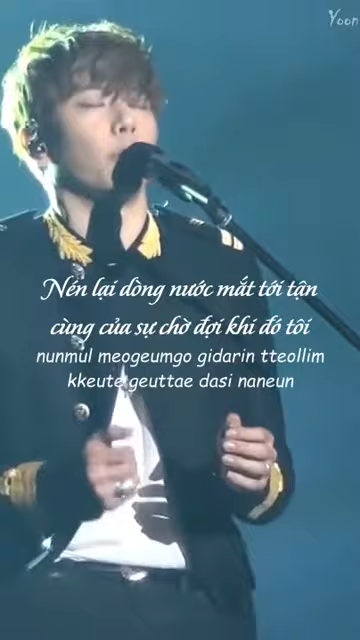 Yoon
Nén lại dòng nước mắt tới tận
cùng của sự chờ đợi khi đó tôi
nunmul meogeumgo gidarin tteollim
kkeute geuttae dasi naneun